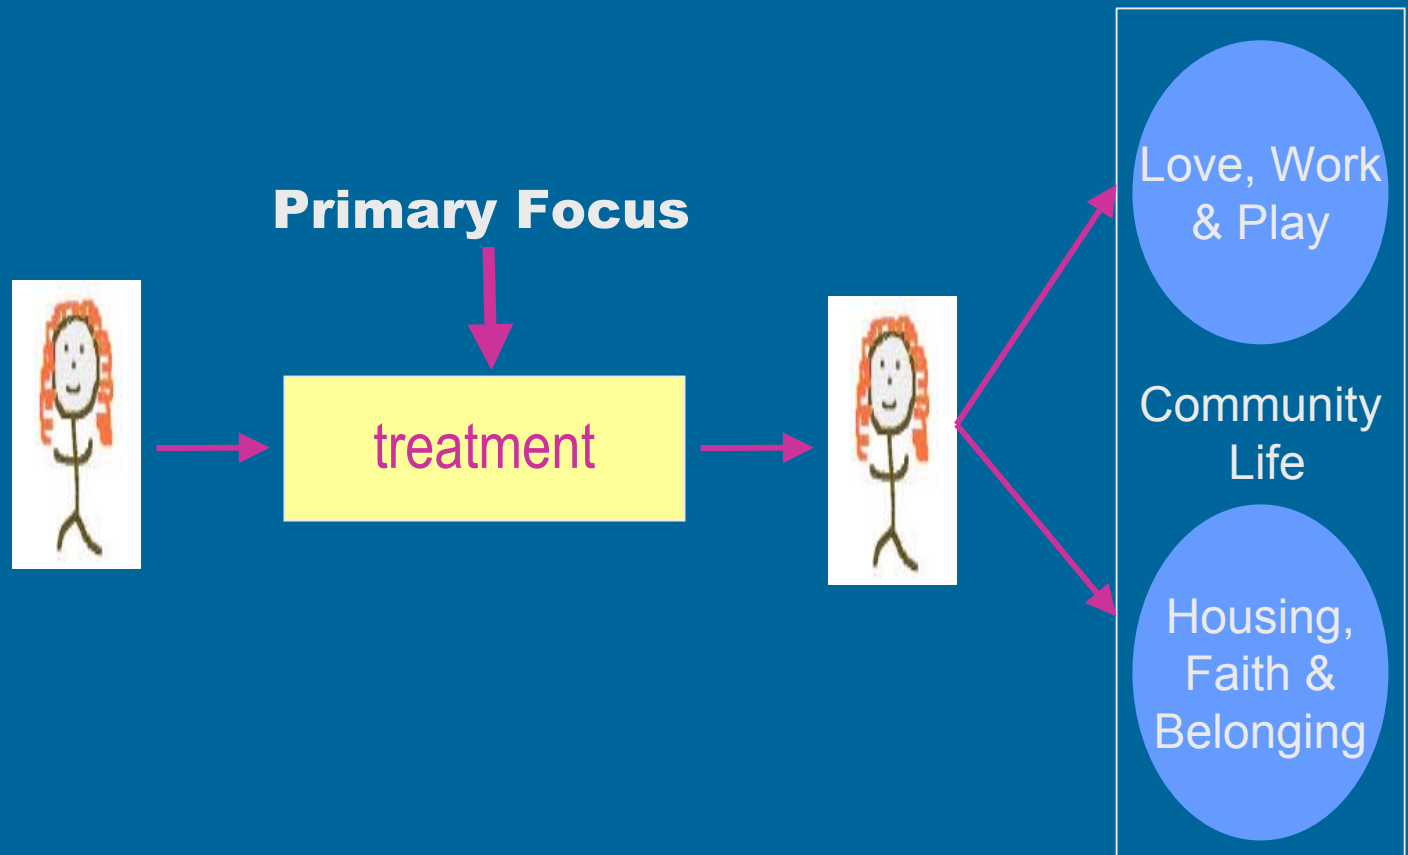 Primary Focus
treatment
Love, Work
& Play
Community
Life
Housing,
Faith &
Belonging